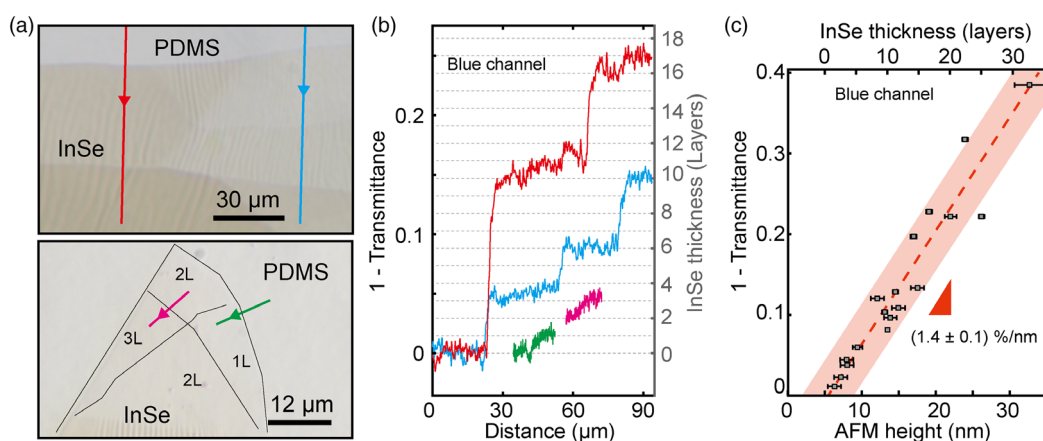 (a)
PDMS
InSe
30 µm
2L
PDMS
3L
1L
2L
InSe
12 µm
(b)
Blue channel
1 - Transmittance
0.2
0.1
0
0
30
60
90
Distance (µm)
18
16
14
12
10
8
6
4
2
0
InSe thickness (Layers)
(c)
InSe thickness (layers)
0
10
20
30
Blue channel
1 - Transmittance
0.4
0.3
0.2
0.1
0
(1.4 ± 0.1) %/nm
0
10
20
30
AFM height (nm)